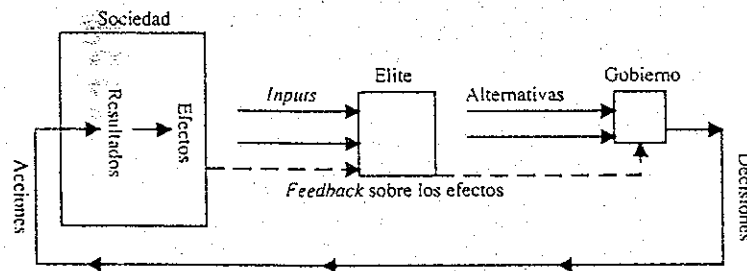 Sociedad
Elite
Gobierno
Inputs
Alternativas
Resultados
Efectos
Acciones
Feedback sobre los efectos
Decisiones